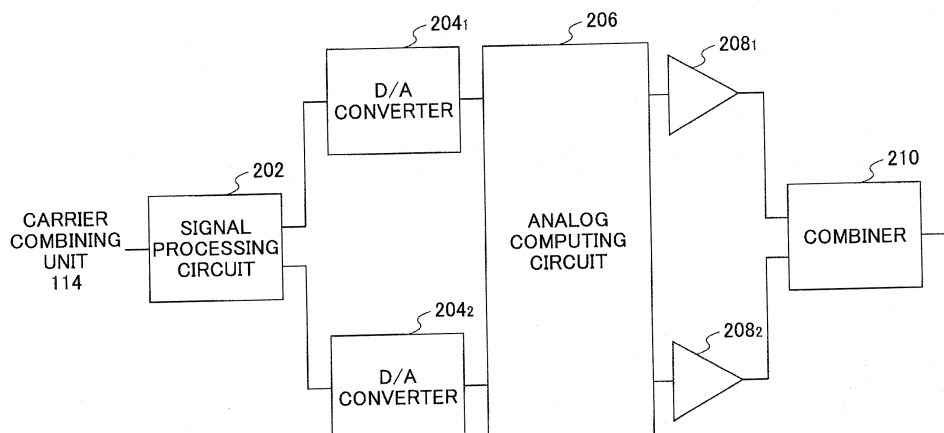 204₁
D/A
CONVERTER
206
208₁
202
210
CARRIER
COMBINING
UNIT
114
SIGNAL
PROCESSING
CIRCUIT
ANALOG
COMPUTING
CIRCUIT
COMBINER
204₂
D/A
CONVERTER
208₂